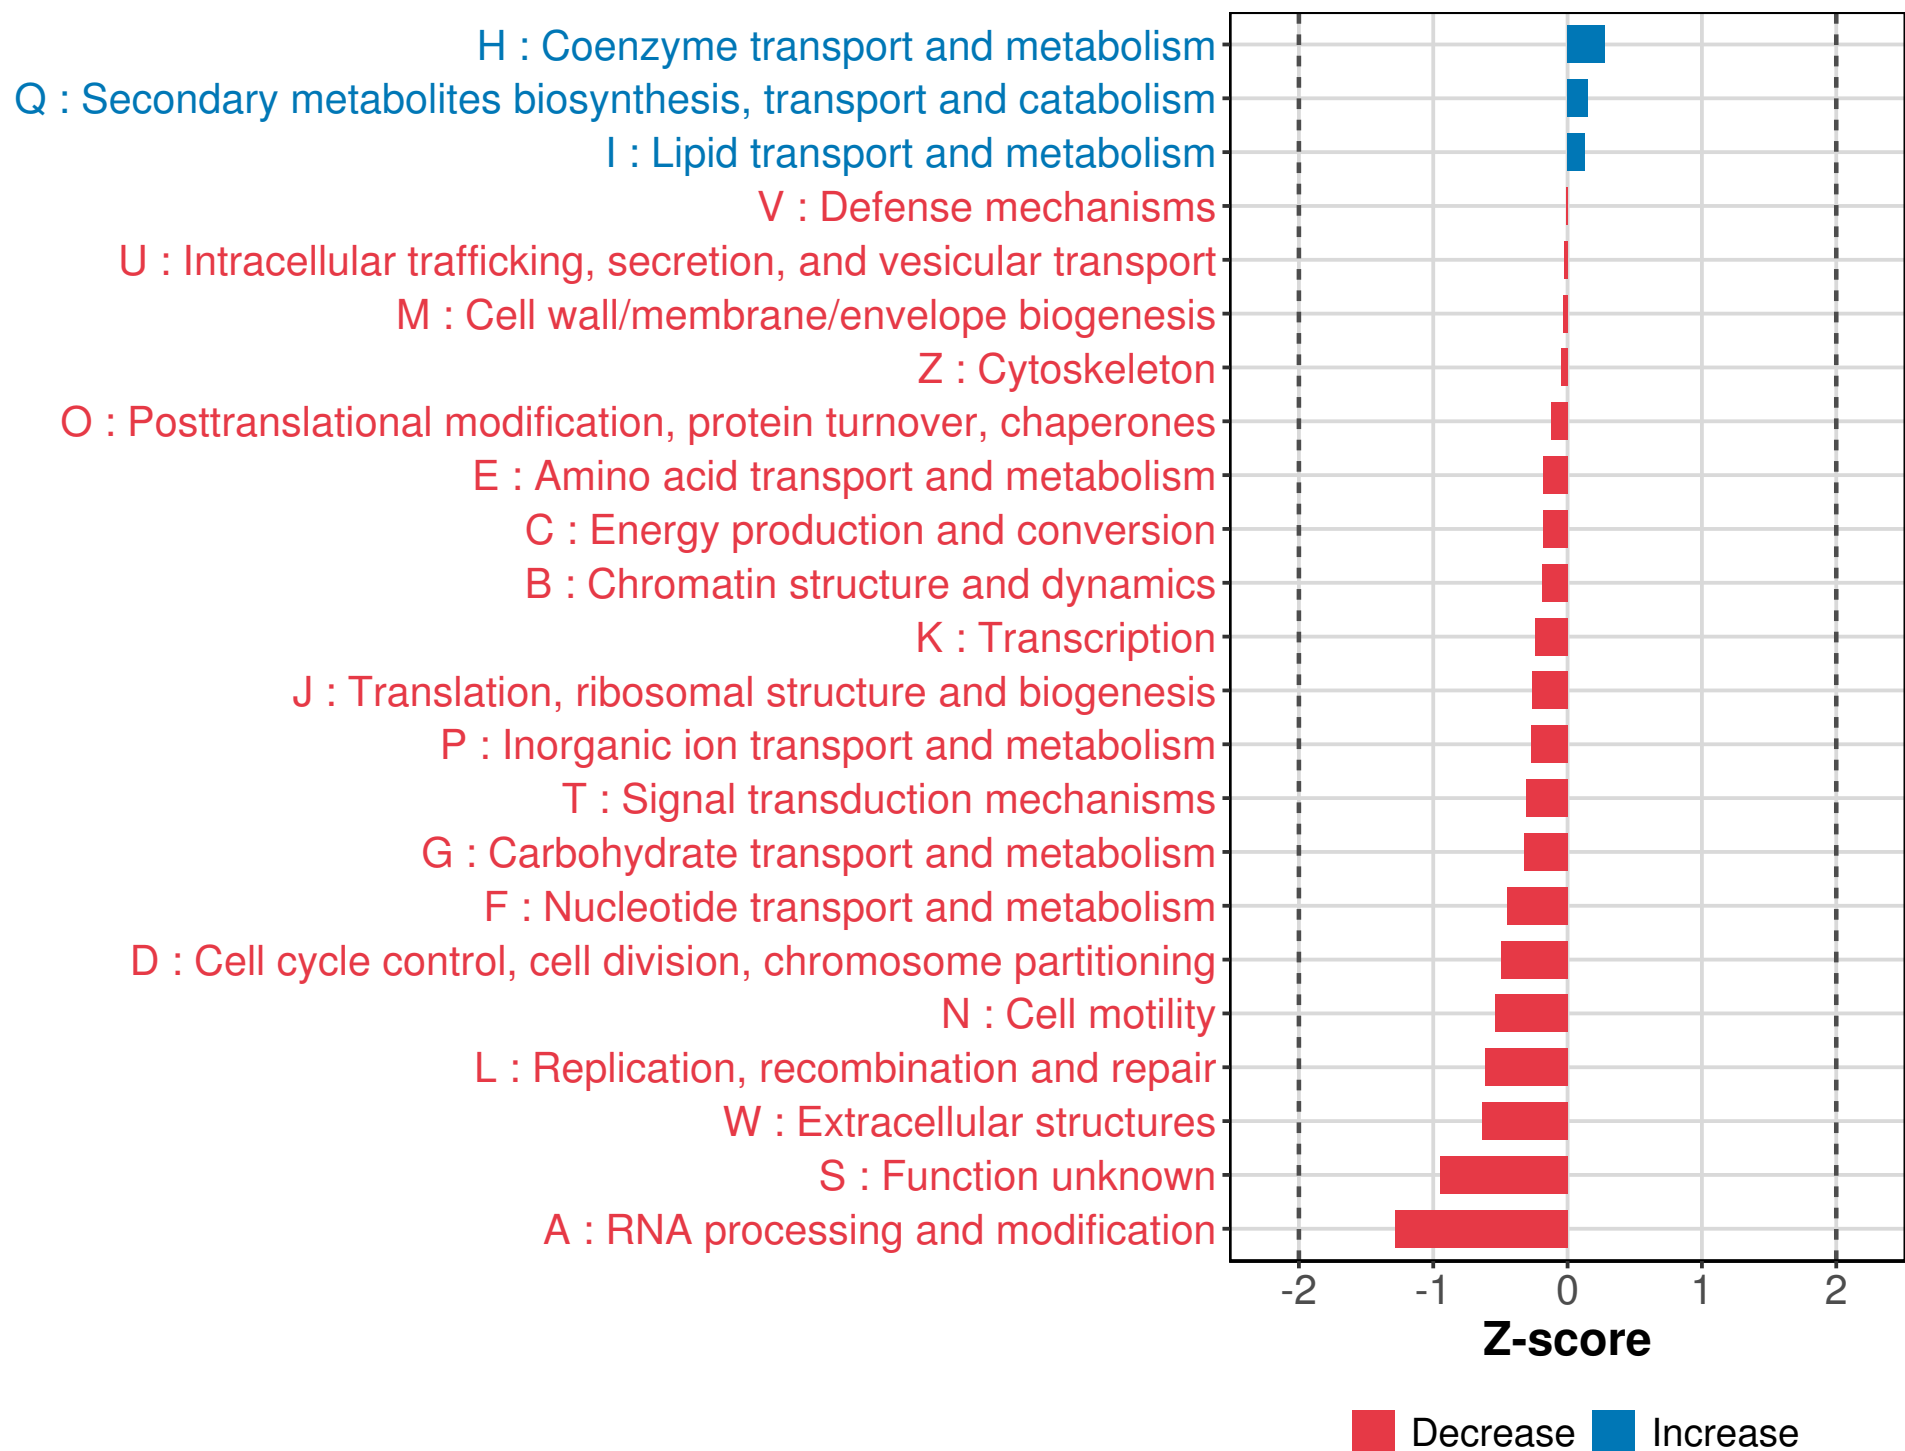 H : Coenzyme transport and metabolism
Q : Secondary metabolites biosynthesis, transport and catabolism
I : Lipid transport and metabolism
V : Defense mechanisms
U : Intracellular trafficking, secretion, and vesicular transport
M : Cell wall/membrane/envelope biogenesis
Z : Cytoskeleton
O : Posttranslational modification, protein turnover, chaperones
E : Amino acid transport and metabolism
C : Energy production and conversion
B : Chromatin structure and dynamics
K : Transcription
J : Translation, ribosomal structure and biogenesis
P : Inorganic ion transport and metabolism
T : Signal transduction mechanisms
G : Carbohydrate transport and metabolism
F : Nucleotide transport and metabolism
D : Cell cycle control, cell division, chromosome partitioning
N : Cell motility
L : Replication, recombination and repair
W : Extracellular structures
S : Function unknown
A : RNA processing and modification
-2 -1 0 1 2
Z-score
Decrease Increase